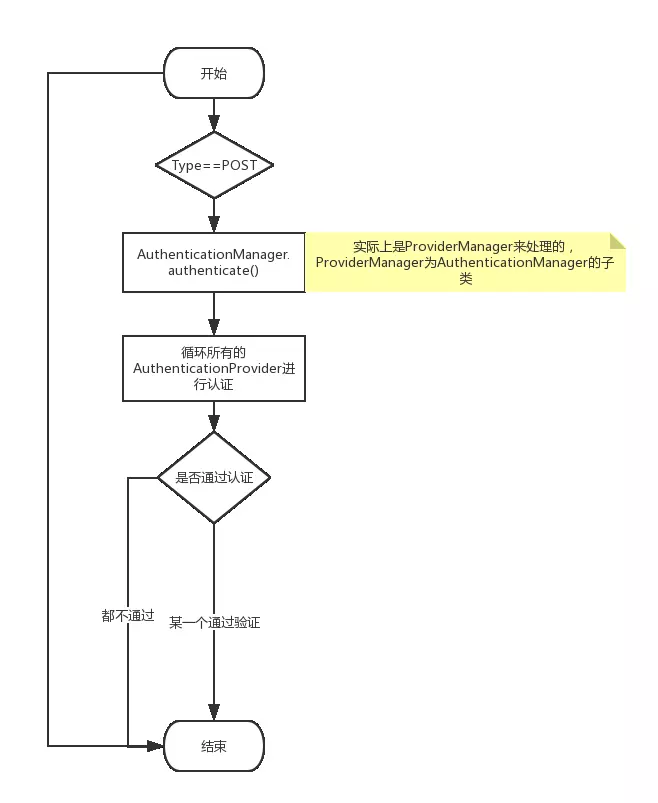 开始
Type==POST
AuthenticationManager.
authenticate()
实际上是ProviderManager来处理的，
ProviderManager为AuthenticationManager的子
类
循环所有的
AuthenticationProvider进
行认证
是否通过认证
都不通过
某一个通过验证
结束